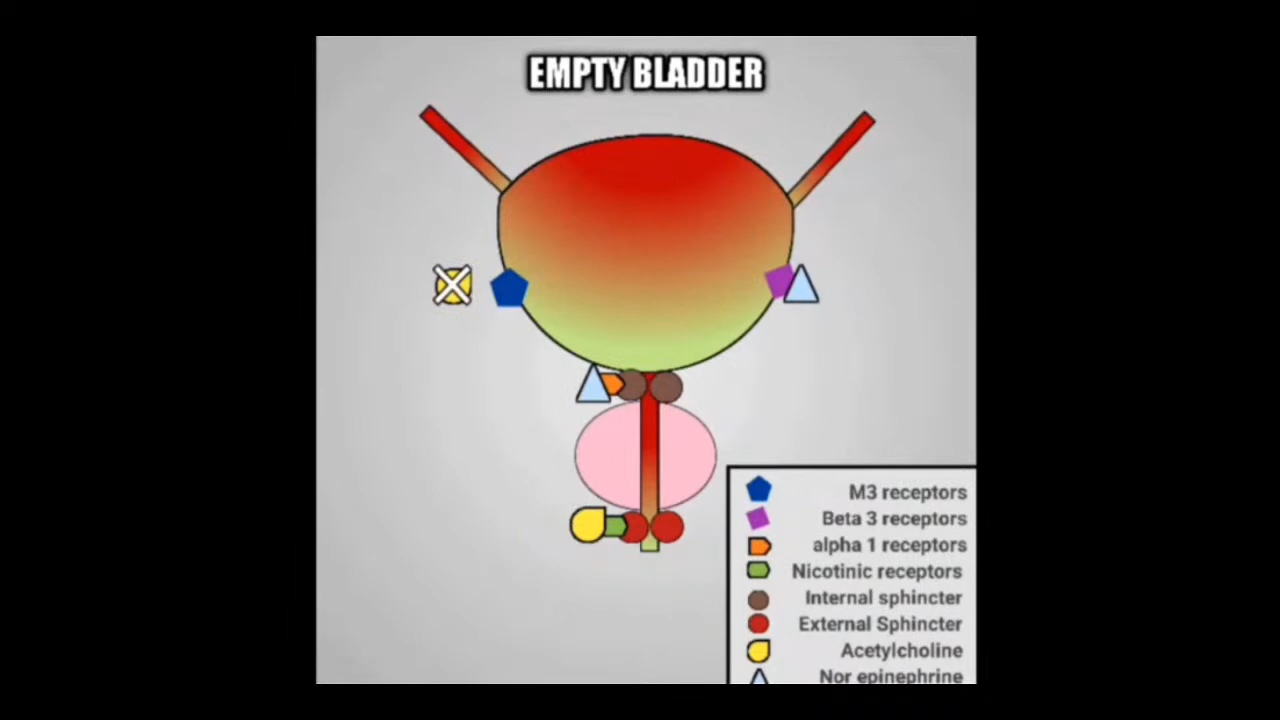 EMPTY BLADDER
M3 receptors
Beta 3 receptors
alpha 1 receptors
Nicotinic receptors
Internal sphincter
External Sphincter
Acetylcholine
Nor epinephrine